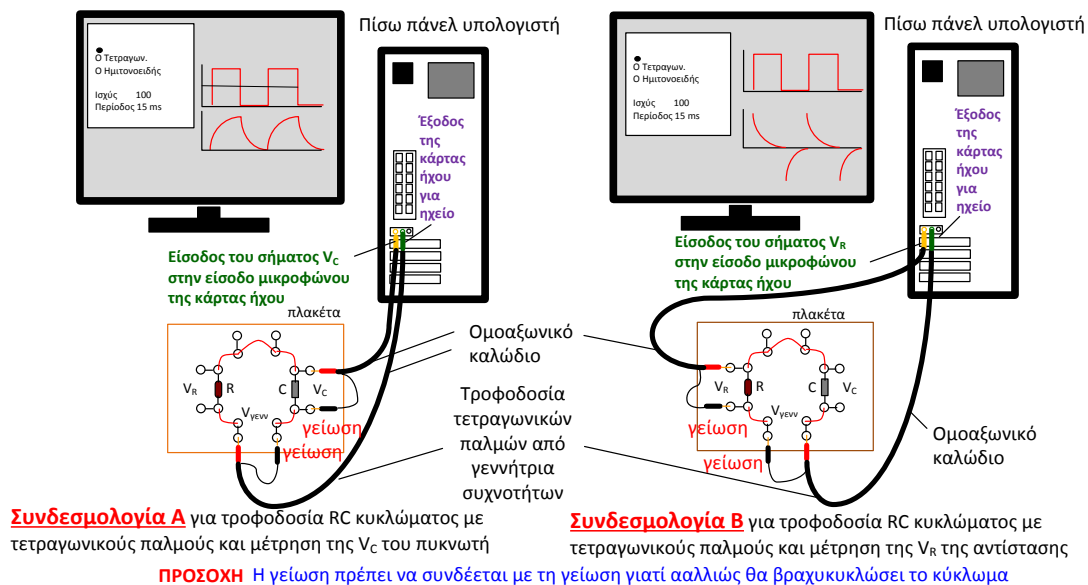 Πίσω πάνελ υπολογιστή
Ο Τετραγων.
Ο Ημιτονοειδής
Ισχύς 100
Περίοδος 15 ms
Έξοδος
της
κάρτας
ήχου
για
ηχείο
Είσοδος του σήματος VC
στην είσοδο μικροφώνου
της κάρτας ήχου
πλακέτα
VR
R
C
VC
Vγενν
γείωση
γείωση
Ομοαξωνικό
καλώδιο
Τροφοδοσία
τετραγωνικών
παλμών από
γεννήτρια
συχνοτήτων
Συνδεσμολογία Α για τροφοδοσία RC κυκλώματος με
τετραγωνικούς παλμούς και μέτρηση της VC του πυκνωτή
Πίσω πάνελ υπολογιστή
Ο Τετραγων.
Ο Ημιτονοειδής
Ισχύς 100
Περίοδος 15 ms
Έξοδος
της
κάρτας
ήχου
για
ηχείο
Είσοδος του σήματος VR
στην είσοδο μικροφώνου
της κάρτας ήχου
πλακέτα
VR
R
C
VC
Vγενν
γείωση
γείωση
Ομοαξωνικό
καλώδιο
Συνδεσμολογία Β για τροφοδοσία RC κυκλώματος με
τετραγωνικούς παλμούς και μέτρηση της VR της αντίστασης
ΠΡΟΣΟΧΗ Η γείωση πρέπει να συνδέεται με τη γείωση γιατί ααλλιώς θα βραχυκυκλώσει το κύκλωμα